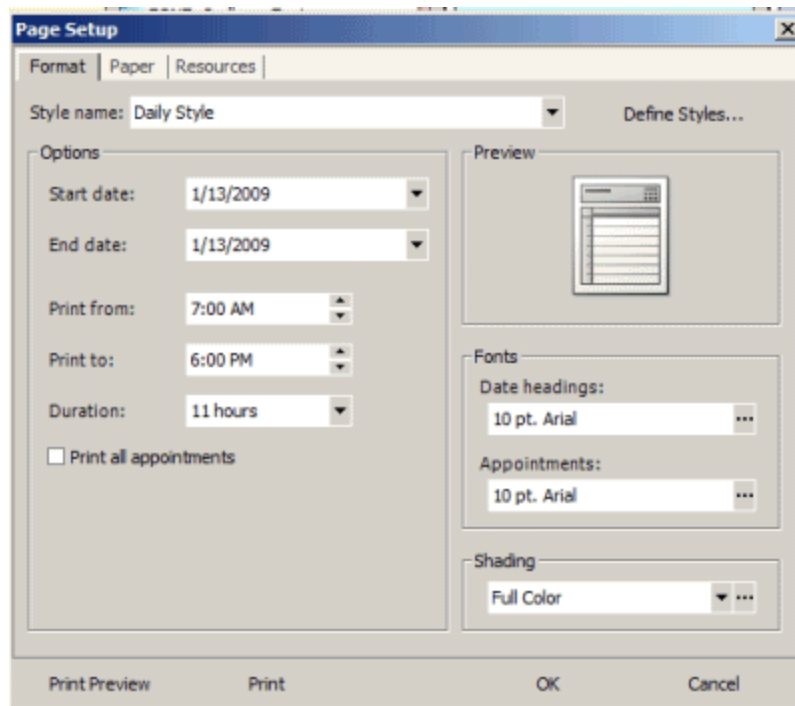 Page Setup
Format Paper Resources
Style name: Daily Style Define Styles...
Options
Start date: 1/13/2009
End date: 1/13/2009
Print from: 7:00 AM
Print to: 6:00 PM
Duration: 11 hours
Print all appointments
Preview
Fonts
Date headings:
10 pt. Arial ...
Appointments:
10 pt. Arial ...
Shading
Full Color ...
Print Preview Print OK Cancel